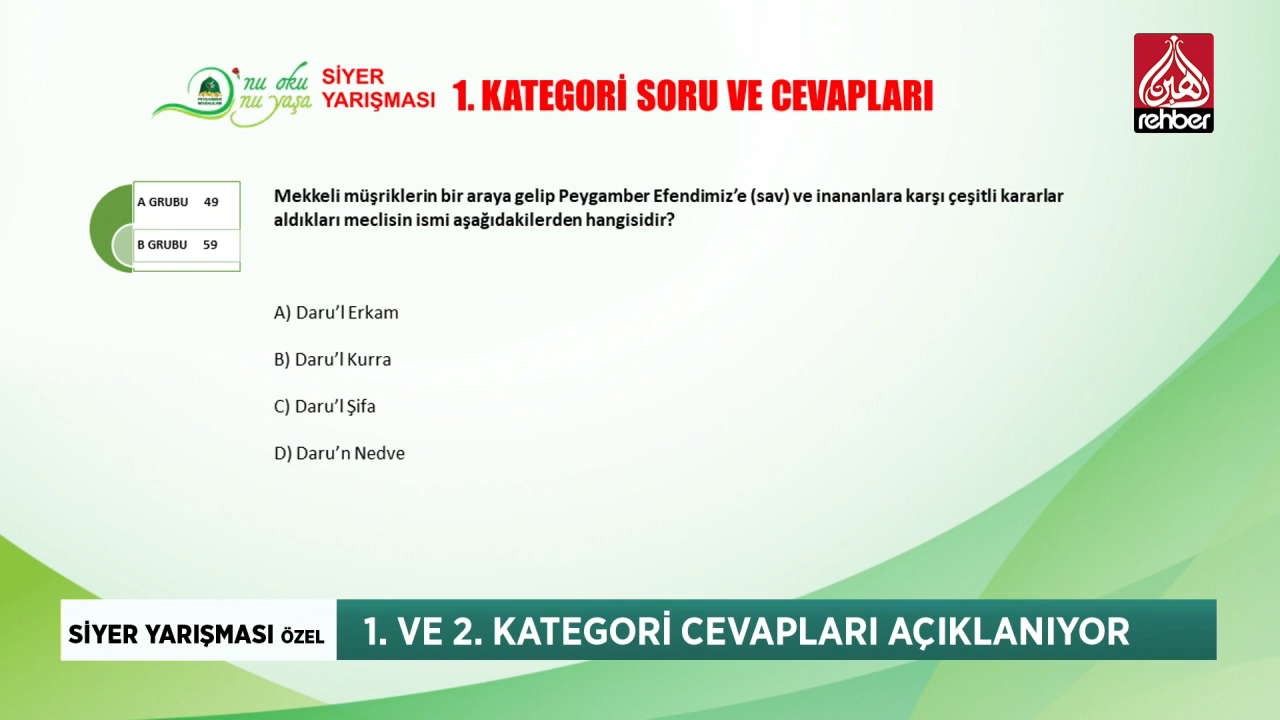 nu oku
nu yaşa
SİYER
YARIŞMASI
1. KATEGORİ SORU VE CEVAPLARI
rehber
A GRUBU 49
B GRUBU 59
Mekkeli müşriklerin bir araya gelip Peygamber Efendimiz’e (sav) ve inananlara karşı çeşitli kararlar
aldıkları meclisin ismi aşağıdakilerden hangisidir?
A) Daru’l Erkam
B) Daru’l Kurra
C) Daru’l Şifa
D) Daru’n Nedve
SİYER YARIŞMASI ÖZEL
1. VE 2. KATEGORİ CEVAPLARI AÇIKLANIYOR